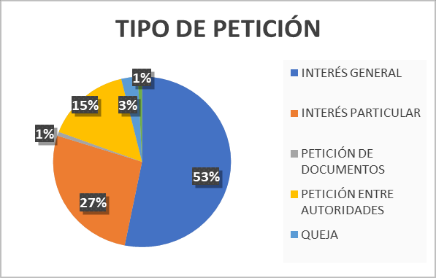 TIPO DE PETICIÓN
1%
15%
3%
1%
27%
53%
INTERÉS GENERAL
INTERÉS PARTICULAR
PETICIÓN DE
DOCUMENTOS
PETICIÓN ENTRE
AUTORIDADES
QUEJA